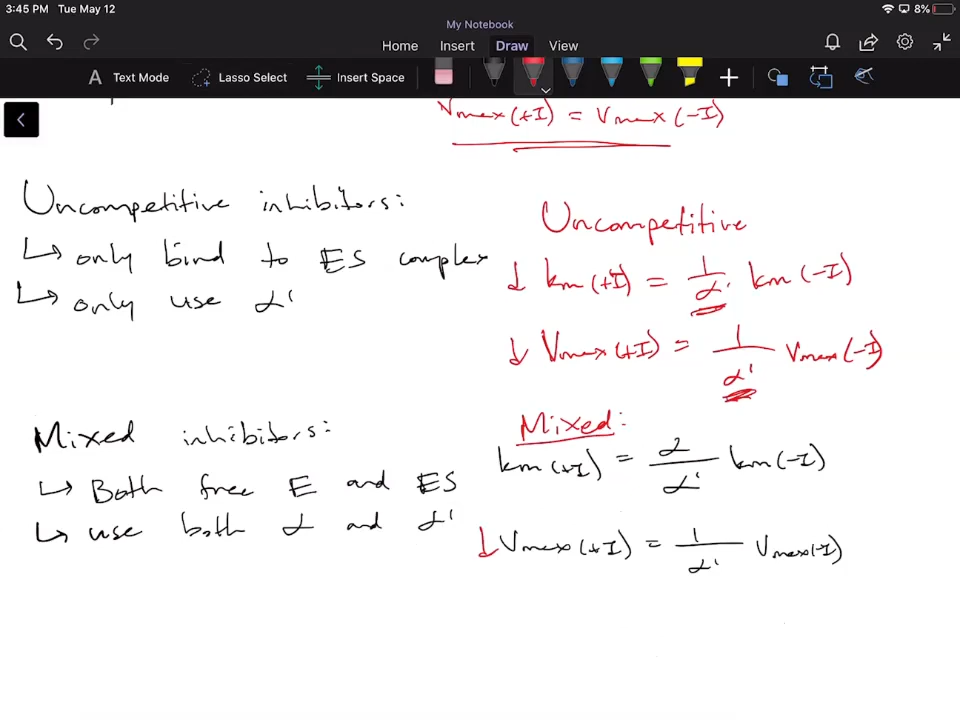 3:45 PM Tue May 12
8%
My Notebook
Home Insert Draw View
Text Mode Lasso Select Insert Space
Vmax (+I) = Vmax (-I)
Uncompetitive inhibitors:
↳ only bind to ES complex
↳ only use α'
Uncompetitive
↓ km (+I) = 1/α' km (-I)
↓ Vmax (+I) = 1/α' Vmax (-I)
Mixed inhibitors:
↳ Both free E and ES
↳ use both α and α'
Mixed:
km (+I) = α/α' km (-I)
↓ Vmax (+I) = 1/α' Vmax (-I)